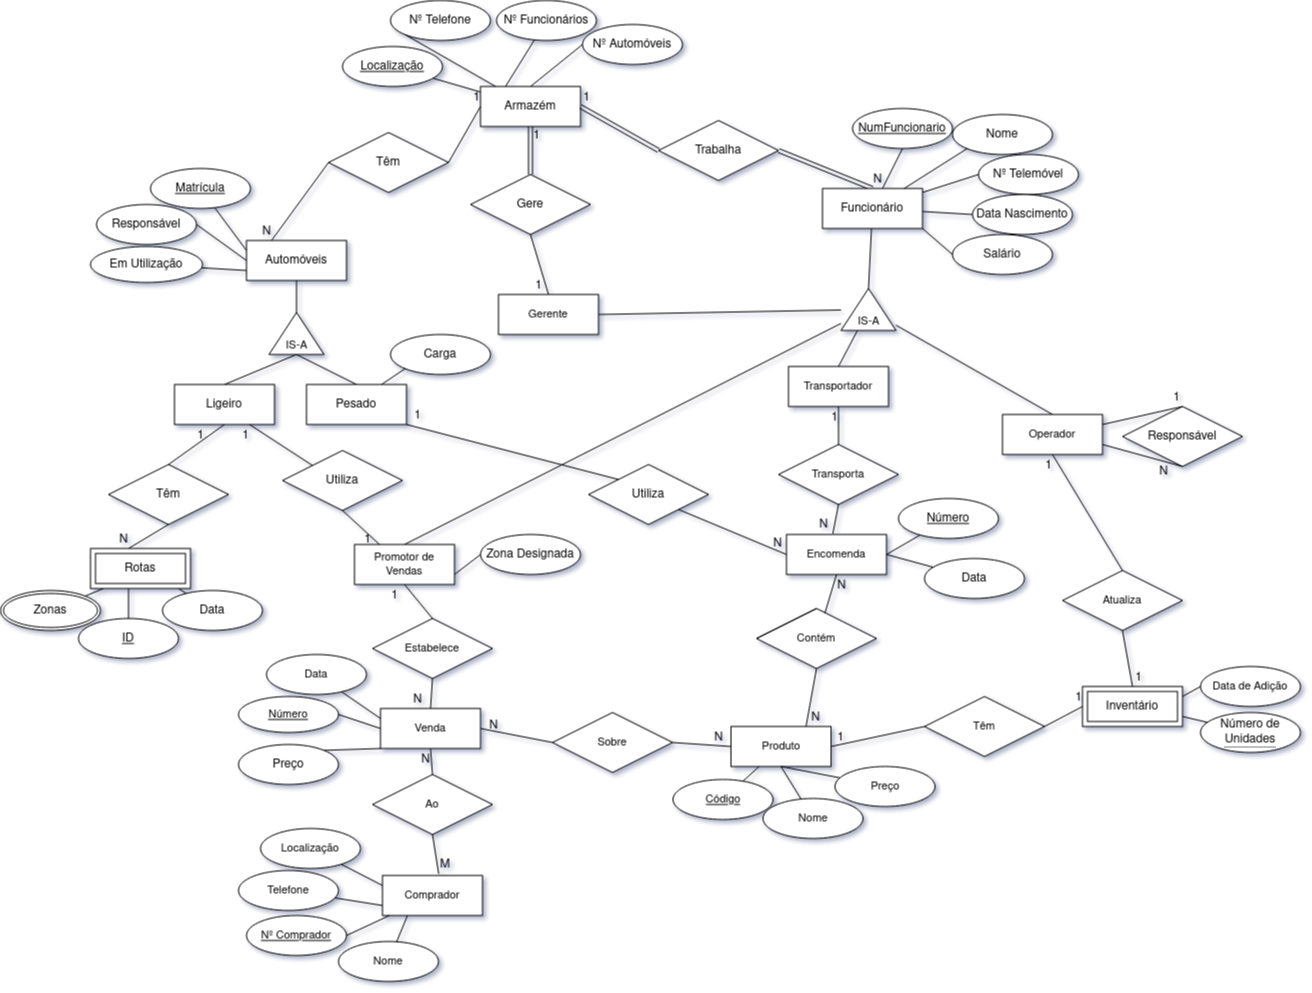 Nº Telefone
Nº Funcionários
Nº Automóveis
Localização
1
Armazém
1
1
Têm
Trabalha
NumFuncionario
Nome
Nº Telemóvel
N
Funcionário
Data Nascimento
Salário
Matrícula
Responsável
Em Utilização
N
Automóveis
Gere
1
Gerente
IS-A
IS-A
Carga
Ligeiro
Pesado
1
1
1
Transportador
1
Operador
1
Responsável
N
1
Têm
Utiliza
Utiliza
Transporta
N
Rotas
Zonas
ID
Data
1
Promotor de
Vendas
Zona Designada
1
N
N
Encomenda
N
Número
Data
Atualiza
Estabelece
Contém
Data
Número
Preço
N
Venda
N
N
Sobre
N
N
Produto
1
Têm
1
1
Inventário
Data de Adição
Número de
Unidades
Código
Nome
Preço
Ao
M
Localização
Telefone
Nº Comprador
Nome
Comprador